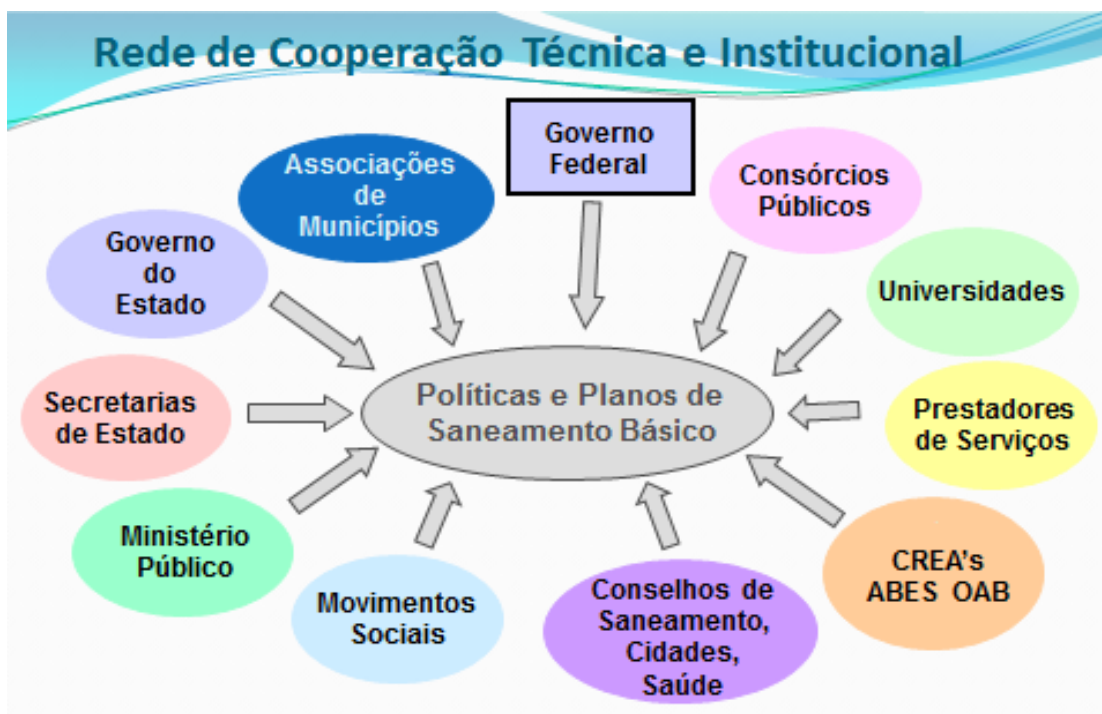 Rede de Cooperação Técnica e Institucional
Governo
Federal
Associações
de
Municípios
Consórcios
Públicos
Governo
do
Estado
Universidades
Secretarias
de Estado
Políticas e Planos de
Saneamento Básico
Prestadores
de Serviços
Ministério
Público
Movimentos
Sociais
Conselhos de
Saneamento,
Cidades,
Saúde
CREA's
ABES OAB